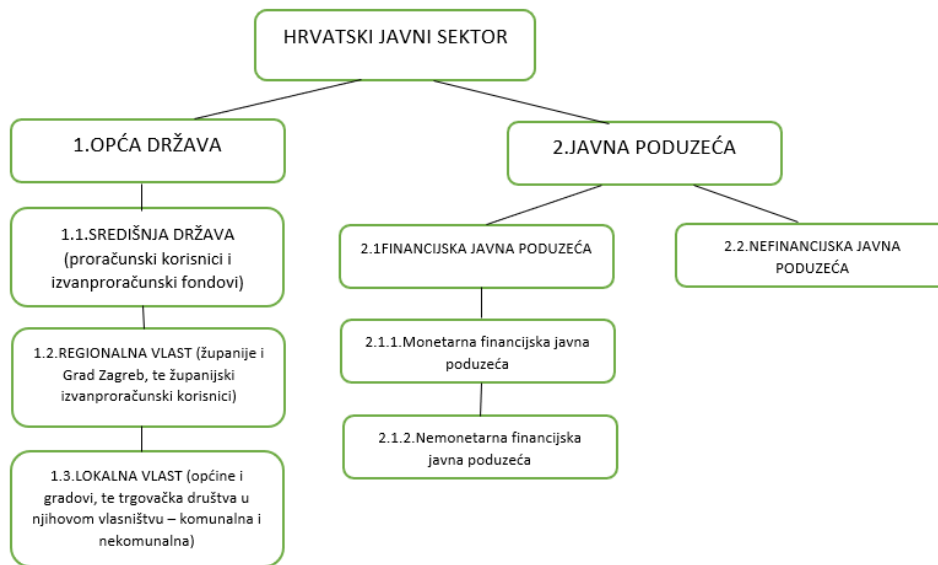 HRVATSKI JAVNI SEKTOR
1.OPĆA DRŽAVA
2.JAVNA PODUZEĆA
1.1.SREDIŠNJA DRŽAVA
(proračunski korisnici i
izvanproračunski fondovi)
2.1FINANCIJSKA JAVNA PODUZEĆA
2.2.NEFINANCIJSKA JAVNA
PODUZEĆA
1.2.REGIONALNA VLAST (županije i
Grad Zagreb, te županijski
izvanproračunski korisnici)
2.1.1.Monetarna financijska javna
poduzeća
2.1.2.Nemonetarna financijska
javna poduzeća
1.3.LOKALNA VLAST (općine i
gradovi, te trgovačka društva u
njihovom vlasništvu – komunalna i
nekomunalna)